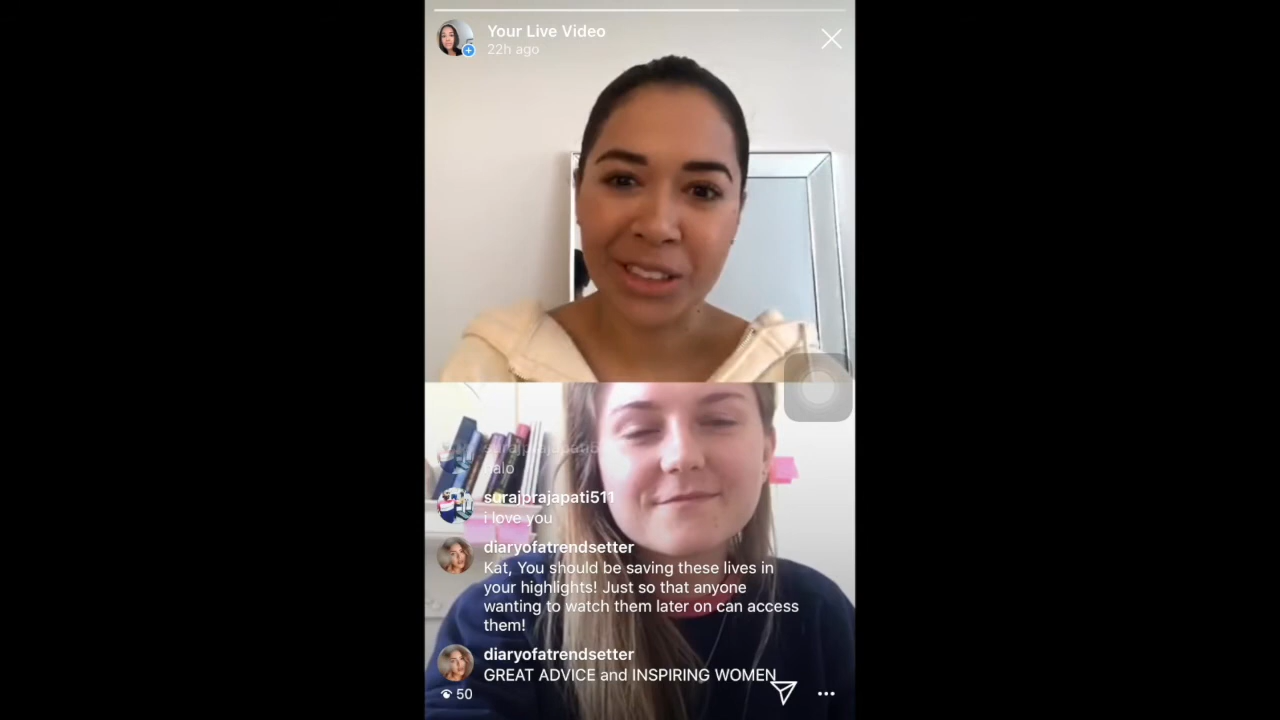 Your Live Video
22h ago
surajprajapati5
halo
surajprajapati511
i love you
diaryofatrendsetter
Kat, You should be saving these lives in
your highlights! Just so that anyone
wanting to watch them later on can access
them!
diaryofatrendsetter
GREAT ADVICE and INSPIRING WOMEN
50